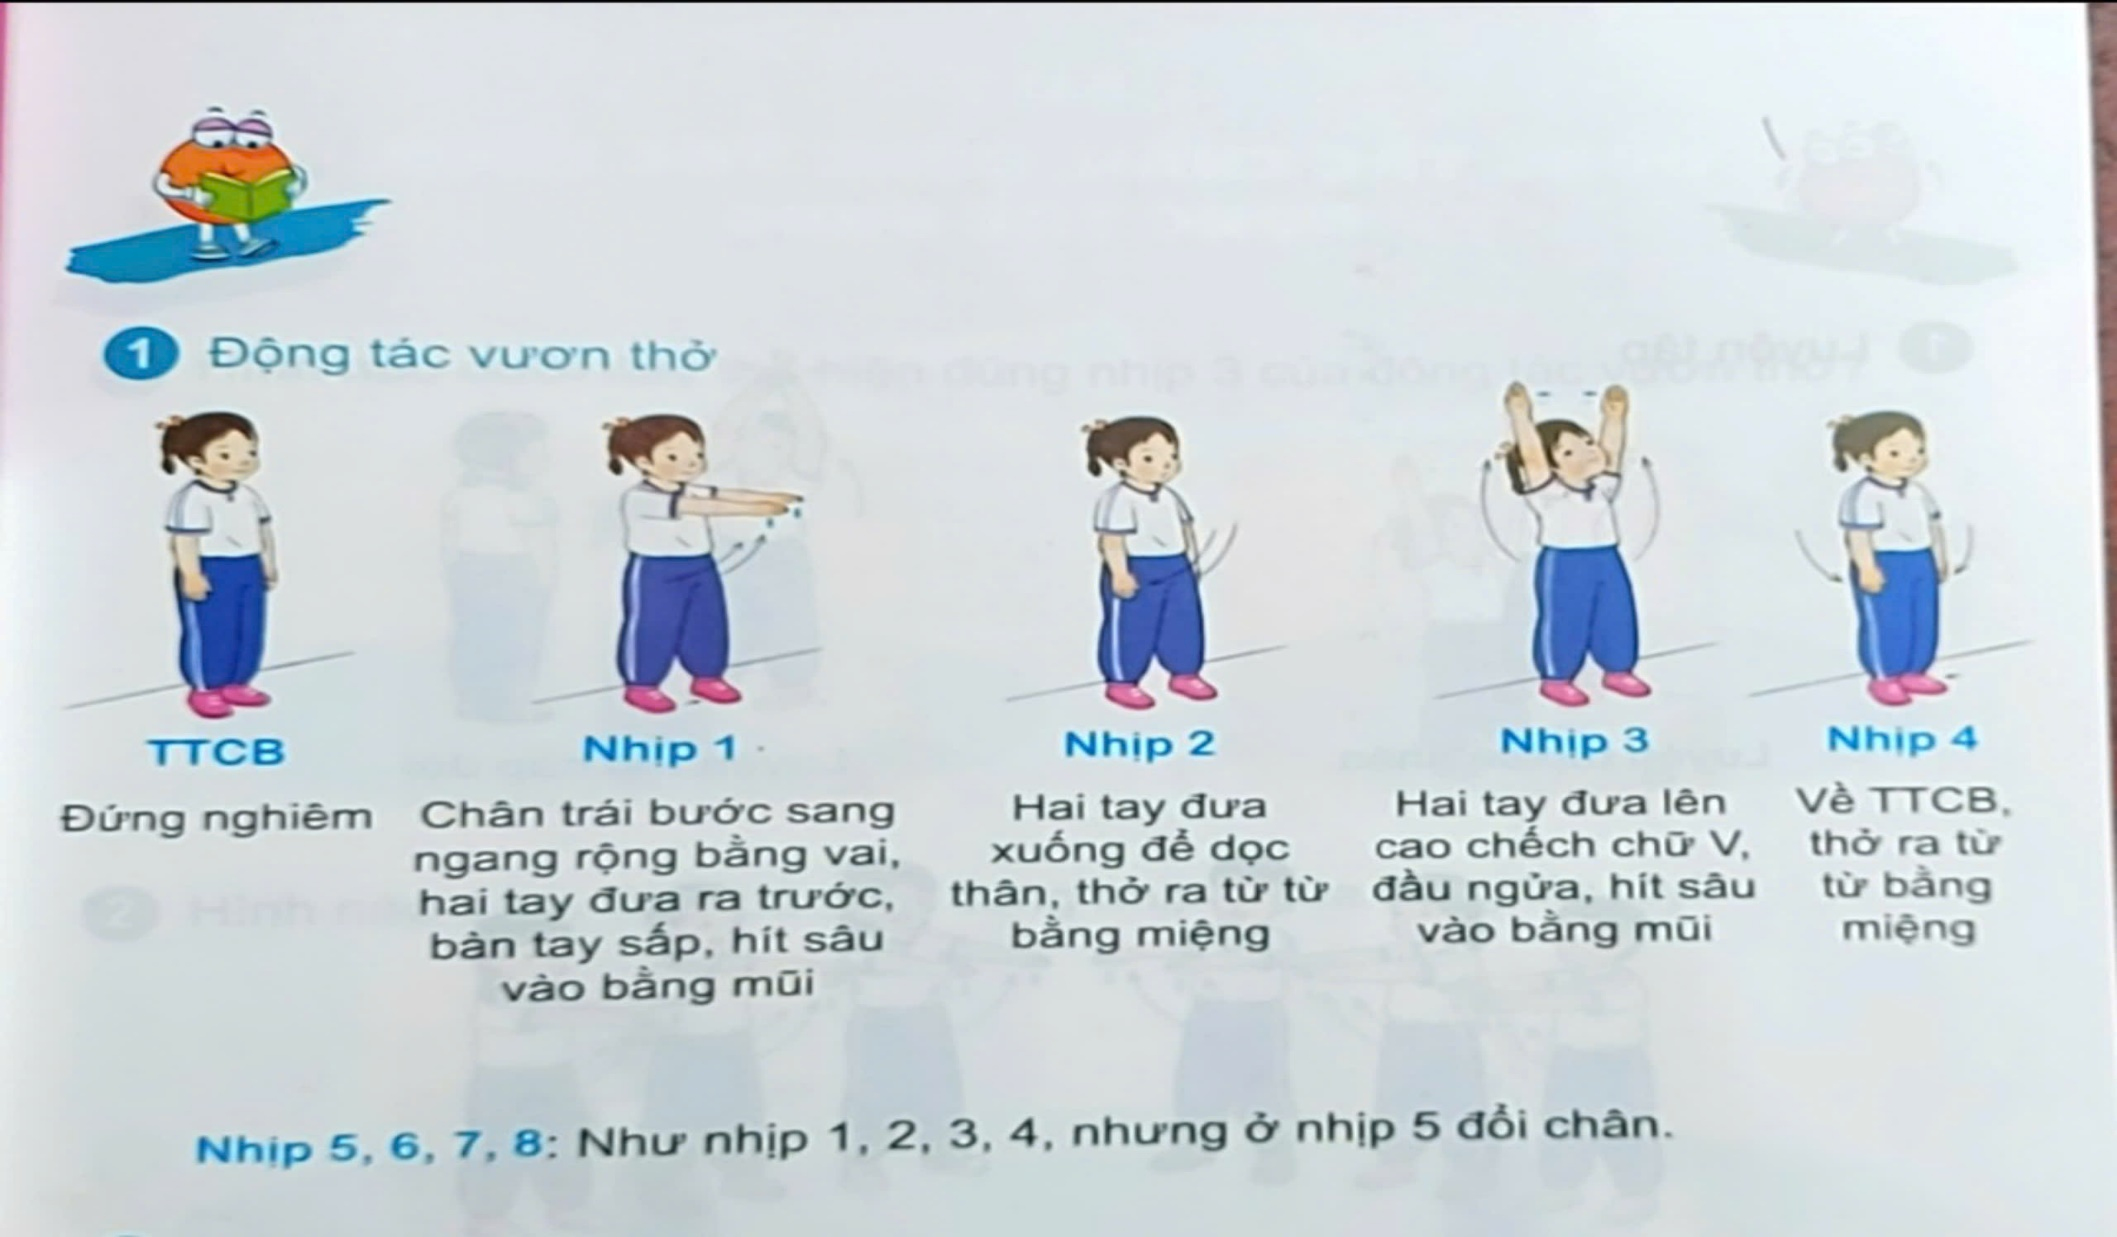 1 Động tác vươn thở
TTCB
Đứng nghiêm
Nhịp 1
Chân trái bước sang
ngang rộng bằng vai,
hai tay đưa ra trước,
bàn tay sấp, hít sâu
vào bằng mũi
Nhịp 2
Hai tay đưa
xuống để dọc
thân, thở ra từ từ
bằng miệng
Nhịp 3
Hai tay đưa lên
cao chếch chữ V,
đầu ngửa, hít sâu
vào bằng mũi
Nhịp 4
Về TTCB,
thở ra từ
từ bằng
miệng
Nhịp 5, 6, 7, 8: Như nhịp 1, 2, 3, 4, nhưng ở nhịp 5 đổi chân.